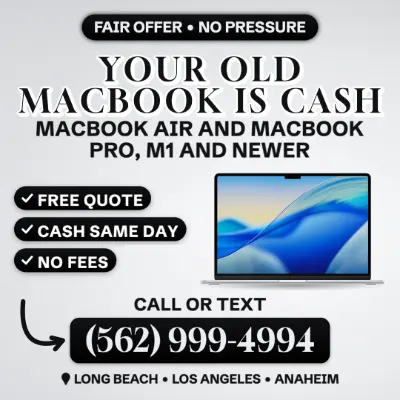 FAIR OFFER • NO PRESSURE
YOUR OLD
MACBOOK IS CASH
MACBOOK AIR AND MACBOOK
PRO, M1 AND NEWER
FREE QUOTE
CASH SAME DAY
NO FEES
CALL OR TEXT
(562) 999-4994
LONG BEACH • LOS ANGELES • ANAHEIM